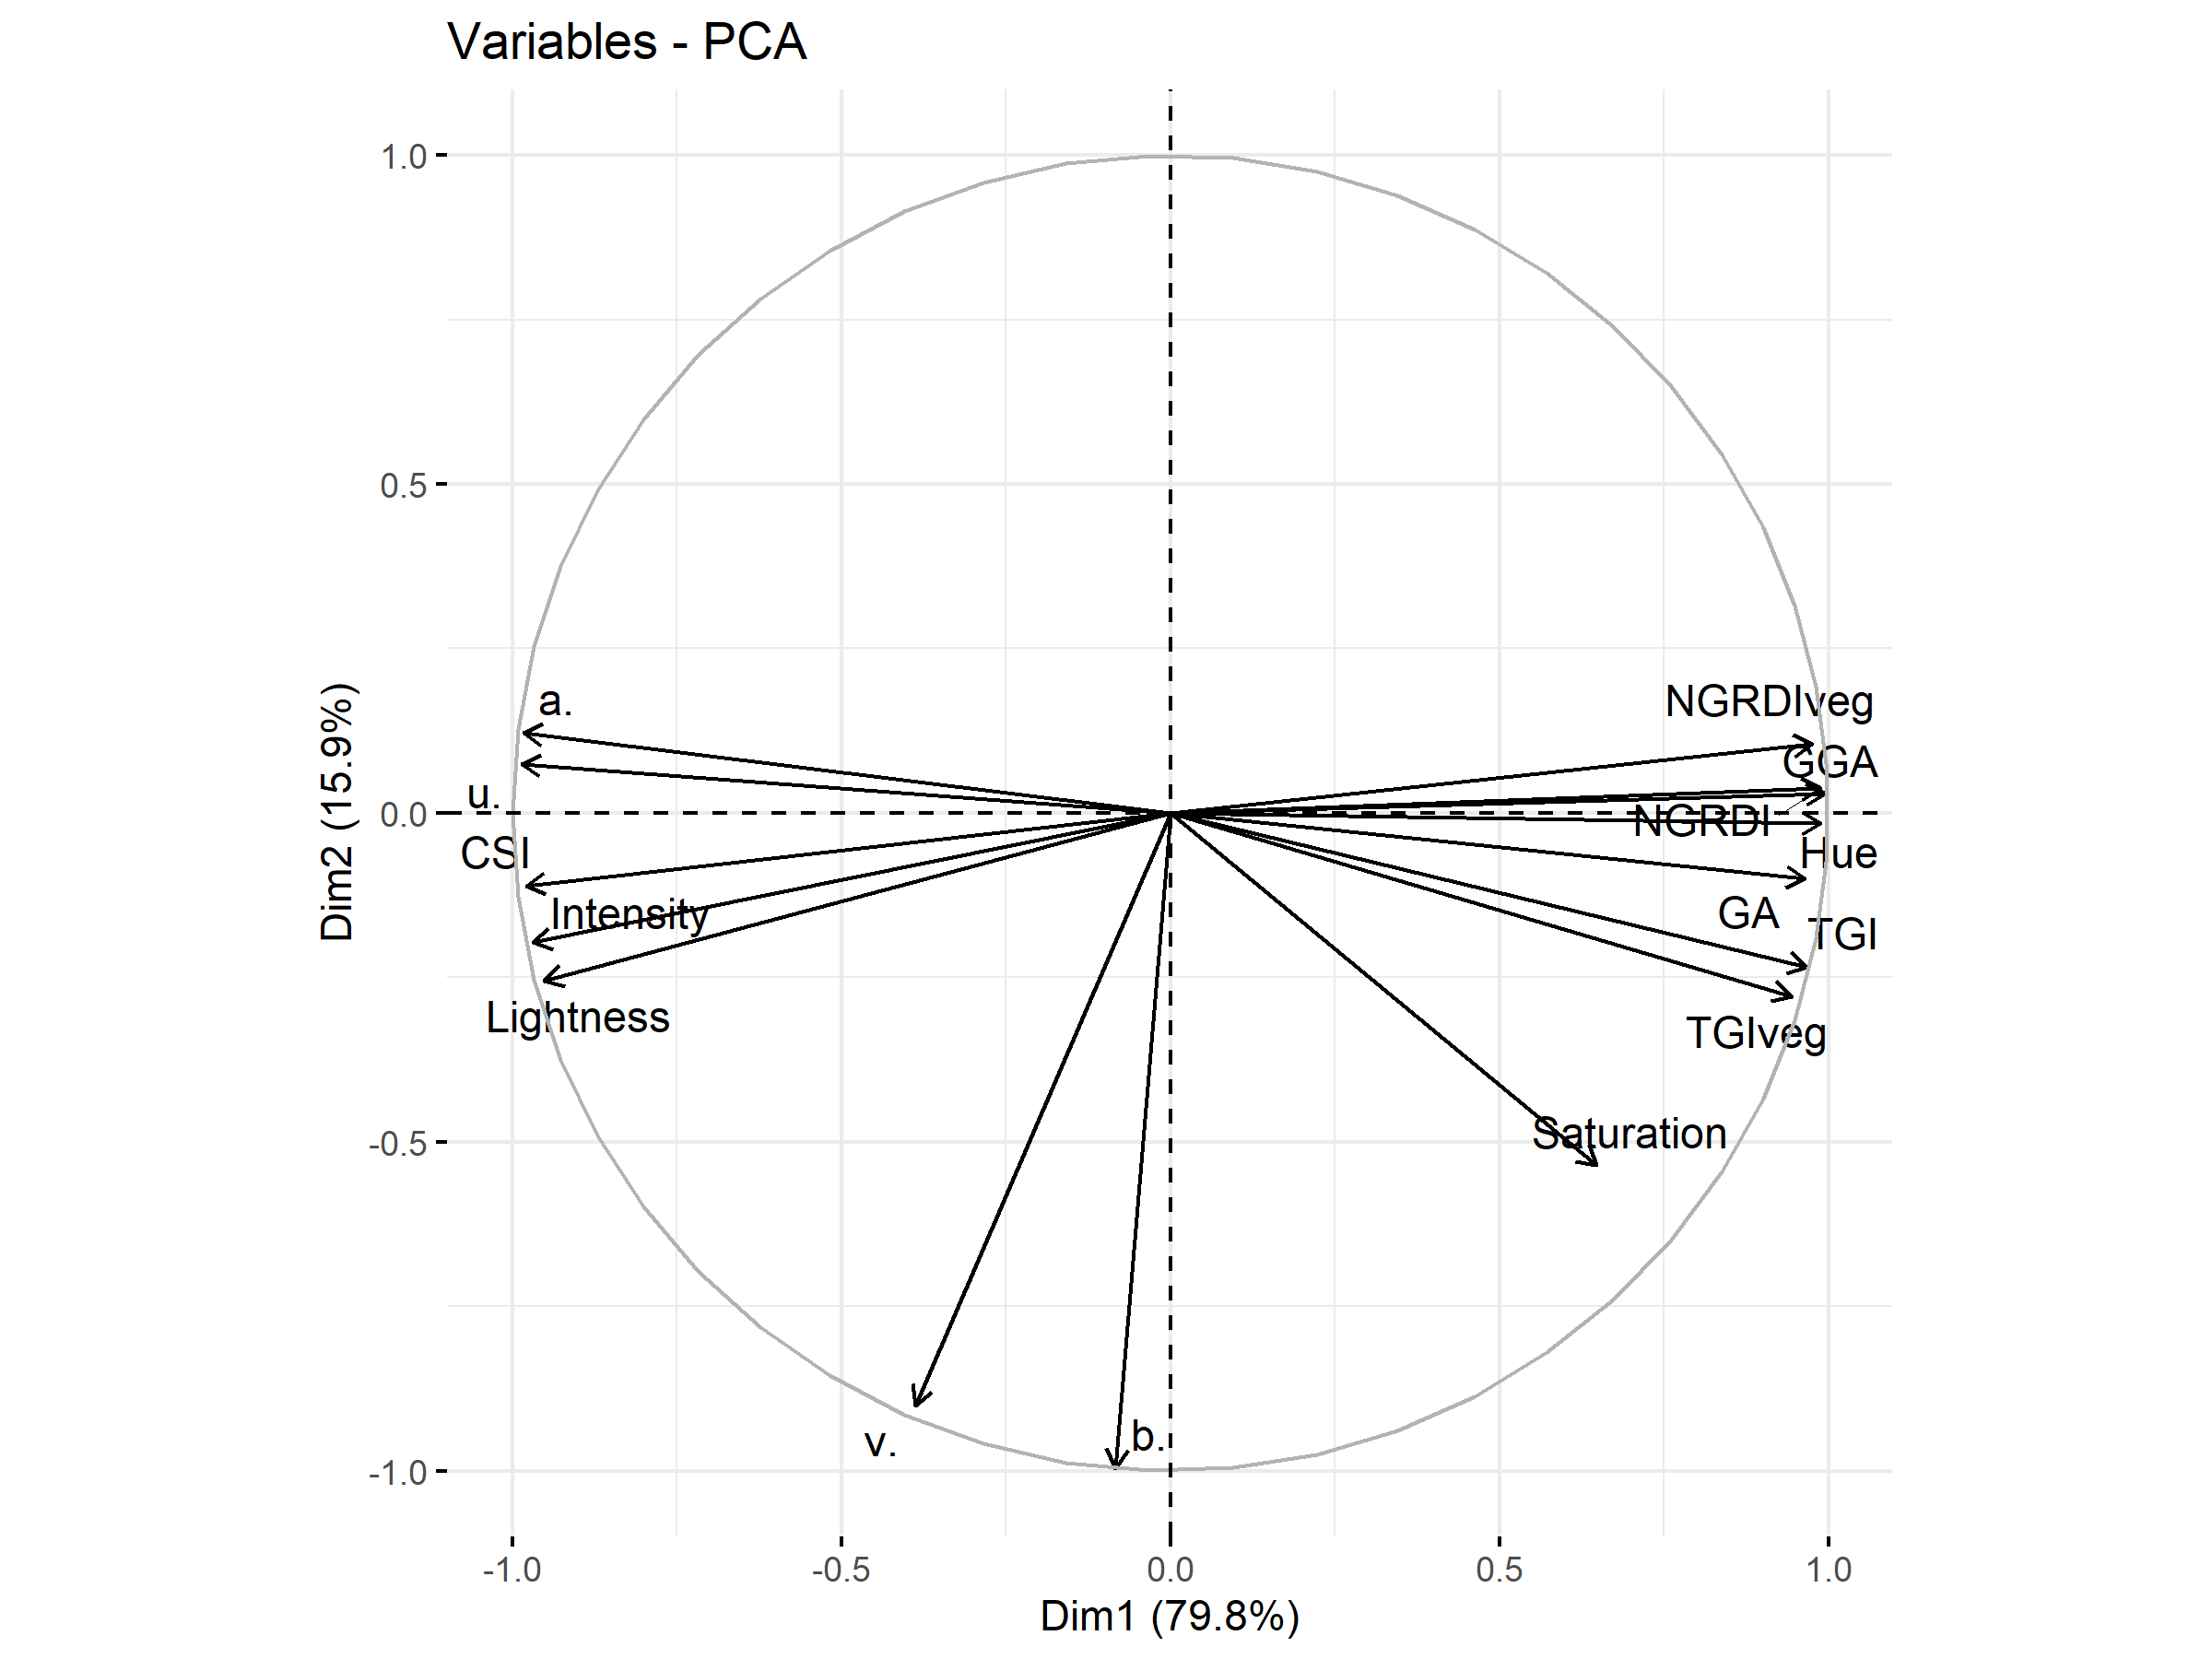 Variables - PCA
1.0
0.5
0.0
-0.5
-1.0
Dim2 (15.9%)
a.
u.
CSI
Intensity
Lightness
NGRDIveg
GGA
NGRDI
Hue
GA
TGI
TGIveg
Saturation
v.
b.
-1.0
-0.5
0.0
0.5
1.0
Dim1 (79.8%)